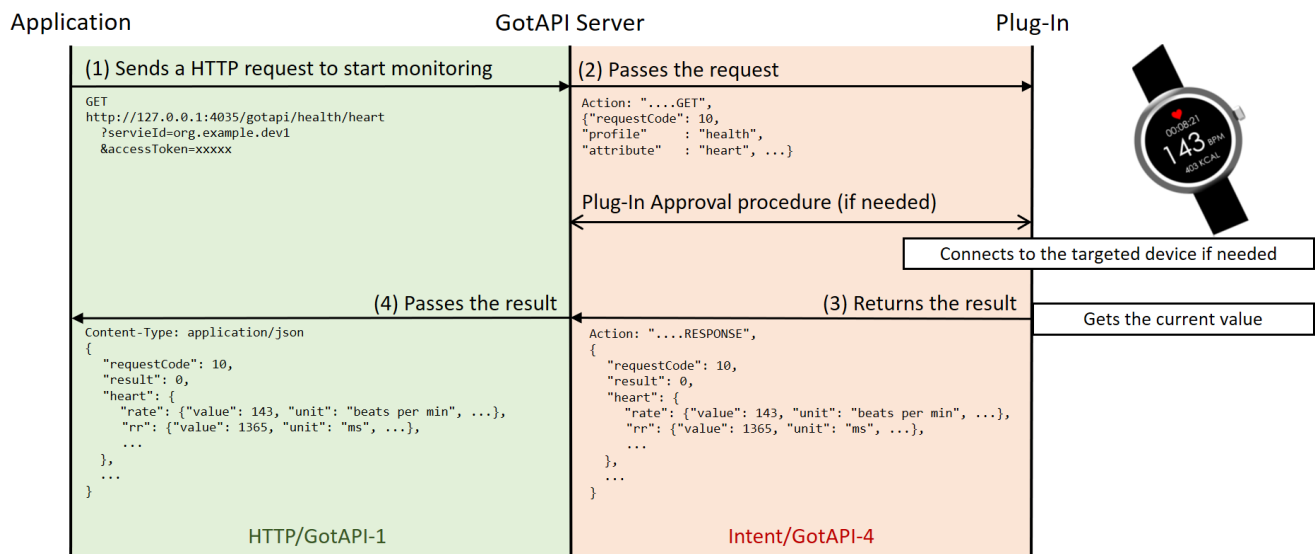 Application
GotAPI Server
Plug-In
(1) Sends a HTTP request to start monitoring
(2) Passes the request
GET
http://127.0.0.1:4035/gotapi/health/heart
?servieId=org.example.dev1
&accessToken=xxxxx
Action: "....GET",
{"requestCode": 10,
"profile" : "health",
"attribute" : "heart", ...}
00:08:21
143 BPM
403 KCAL
Plug-In Approval procedure (if needed)
Connects to the targeted device if needed
(4) Passes the result
(3) Returns the result
Gets the current value
Content-Type: application/json
{
"requestCode": 10,
"result": 0,
"heart": {
"rate": {"value": 143, "unit": "beats per min", ...},
"rr": {"value": 1365, "unit": "ms", ...},
...
},
...
}
Action: "....RESPONSE",
{
"requestCode": 10,
"result": 0,
"heart": {
"rate": {"value": 143, "unit": "beats per min", ...},
"rr": {"value": 1365, "unit": "ms", ...},
...
},
...
}
HTTP/GotAPI-1
Intent/GotAPI-4